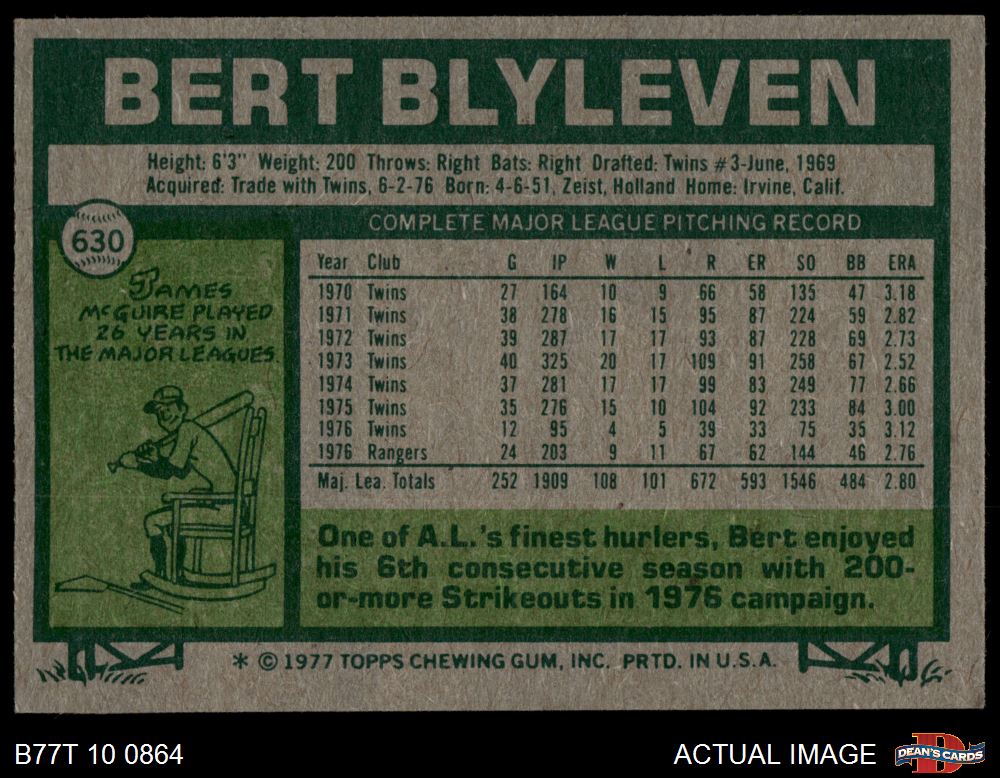 BERT BLYLEVEN
Height: 6'3" Weight: 200 Throws: Right Bats: Right Drafted: Twins #3-June, 1969
Acquired: Trade with Twins, 6-2-76 Born: 4-6-51, Zeist, Holland Home: Irvine, Calif.
630
JAMES
McGUIRE PLAYED
26 YEARS IN
THE MAJOR LEAGUES.
COMPLETE MAJOR LEAGUE PITCHING RECORD
Year Club G IP W L R ER SO BB ERA
1970 Twins 27 164 10 9 66 58 135 47 3.18
1971 Twins 38 278 16 15 95 87 224 59 2.82
1972 Twins 39 287 17 17 93 87 228 69 2.73
1973 Twins 40 325 20 17 109 91 258 67 2.52
1974 Twins 37 281 17 17 99 83 249 77 2.66
1975 Twins 35 276 15 10 104 92 233 84 3.00
1976 Twins 12 95 4 5 39 33 75 35 3.12
1976 Rangers 24 203 9 11 67 62 144 46 2.76
Maj. Lea. Totals 252 1909 108 101 672 593 1546 484 2.80
One of A.L.'s finest hurlers, Bert enjoyed
his 6th consecutive season with 200-
or-more Strikeouts in 1976 campaign.
* © 1977 TOPPS CHEWING GUM, INC. PRTD. IN U.S.A.
B77T 10 0864
ACTUAL IMAGE
D
DEAN'S CARDS